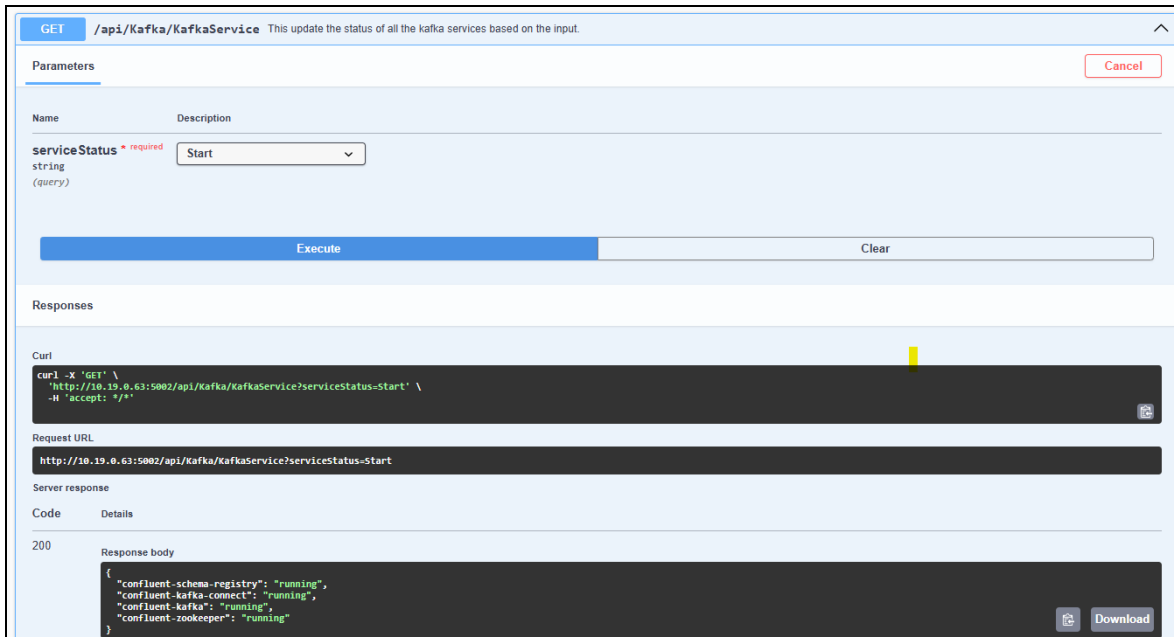 GET /api/Kafka/KafkaService This update the status of all the kafka services based on the input.
Parameters
Cancel
Name Description
serviceStatus * required
Start
string
(query)
Execute
Clear
Responses
Curl
curl -X 'GET' \
'http://10.19.0.63:5002/api/Kafka/KafkaService?serviceStatus=Start' \
-H 'accept: */*'
Request URL
http://10.19.0.63:5002/api/Kafka/KafkaService?serviceStatus=Start
Server response
Code Details
200
Response body
{
"confluent-schema-registry": "running",
"confluent-kafka-connect": "running",
"confluent-kafka": "running",
"confluent-zookeeper": "running"
}
Download